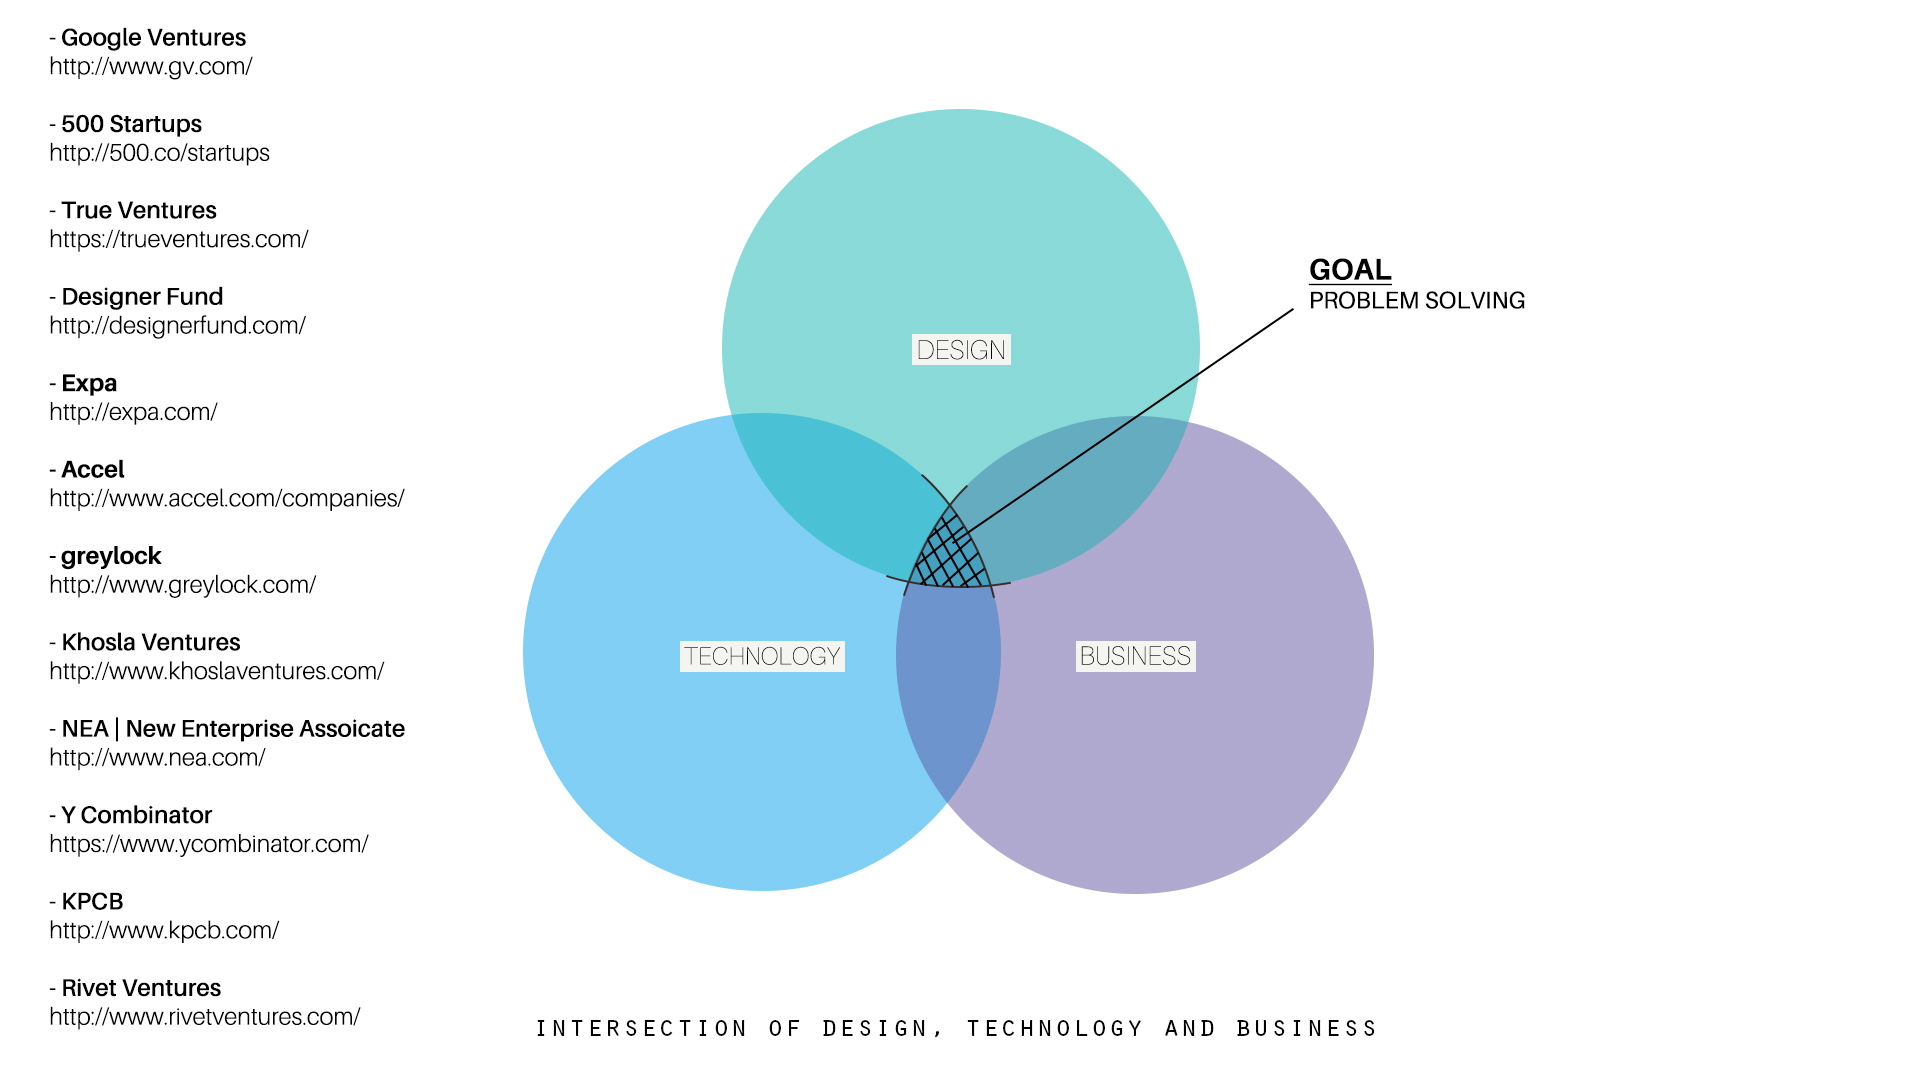 - Google Ventures
http://www.gv.com/
- 500 Startups
http://500.co/startups
- True Ventures
https://trueventures.com/
- Designer Fund
http://designerfund.com/
- Expa
http://expa.com/
- Accel
http://www.accel.com/companies/
- greylock
http://www.greylock.com/
- Khosla Ventures
http://www.khoslaventures.com/
- NEA | New Enterprise Assoicate
http://www.nea.com/
- Y Combinator
https://www.ycombinator.com/
- KPCB
http://www.kpcb.com/
- Rivet Ventures
http://www.rivetventures.com/
GOAL
PROBLEM SOLVING
DESIGN
TECHNOLOGY
BUSINESS
INTERSECTION OF DESIGN, TECHNOLOGY AND BUSINESS